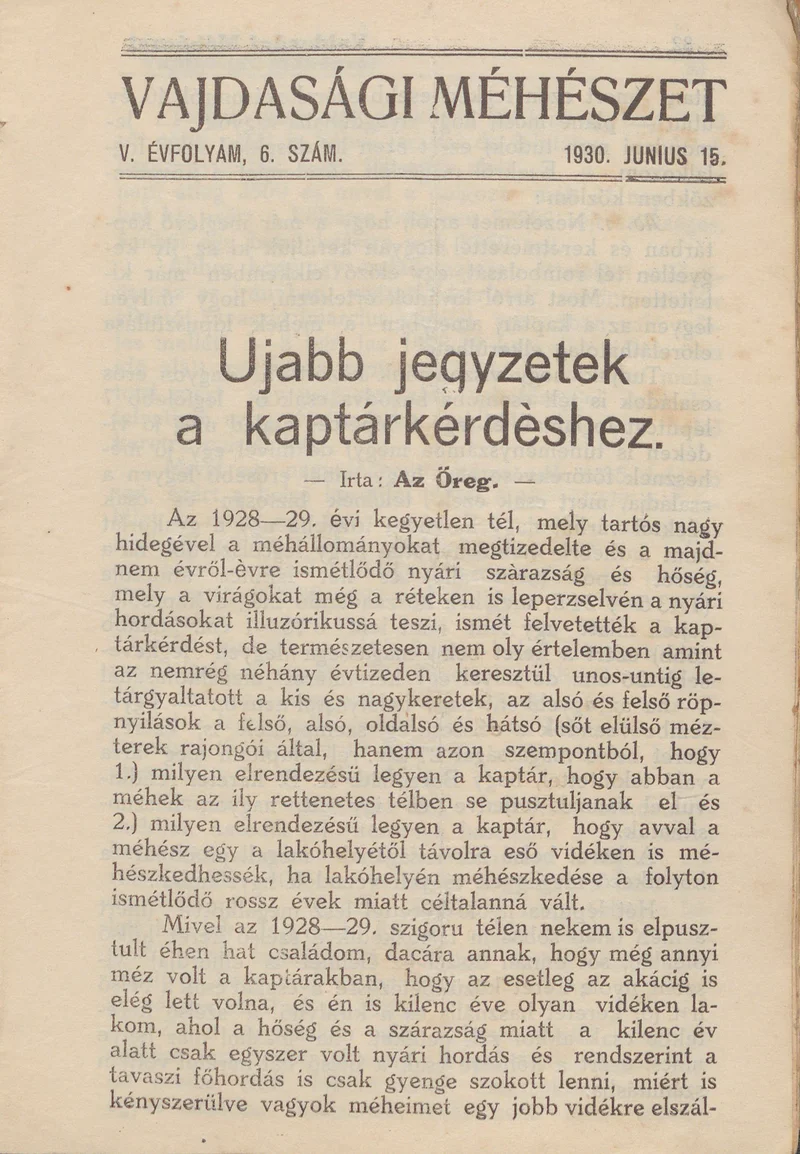 VAJDASÁGI MÉHÉSZET
V. ÉVFOLYAM, 6. SZÁM. 1930. JUNIUS 15.
Ujabb jegyzetek
a kaptárkérdèshez.
— Irta: Az Őreg. —
Az 1928—29. évi kegyetlen tél, mely tartós nagy
hidegével a méhállományokat megtizedelte és a majd-
nem évről-èvre ismétlődő nyári szàrazság és hőség,
mely a virágokat még a réteken is leperzselvén a nyári
hordásokat illuzórikussá teszi, ismét felvetették a kap-
tárkérdést, de természetesen nem oly értelemben amint
az nemrég néhány évtizeden keresztül unos-untig le-
tárgyaltatott a kis és nagykeretek, az alsó és felső röp-
nyilások a felső, alsó, oldalsó és hátsó (sőt elülső méz-
terek rajongói által, hanem azon szempontból, hogy
1.) milyen elrendezésü legyen a kaptár, hogy abban a
méhek az ily rettenetes télben se pusztuljanak el és
2.) milyen elrendezésű legyen a kaptár, hogy avval a
méhész egy a lakóhelyétől távolra eső vidéken is mé-
hészkedhessék, ha lakóhelyén méhészkedése a folyton
ismétlődő rossz évek miatt céltalanná vált.
Mivel az 1928—29. szigoru télen nekem is elpusz-
tult éhen hat családom, dacára annak, hogy még annyi
méz volt a kaptárakban, hogy az esetleg az akácig is
elég lett volna, és én is kilenc éve olyan vidéken la-
kom, ahol a hőség és a szárazság miatt a kilenc év
alatt csak egyszer volt nyári hordás és rendszerint a
tavaszi főhordás is csak gyenge szokott lenni, miért is
kényszerülve vagyok méheimet egy jobb vidékre elszál-